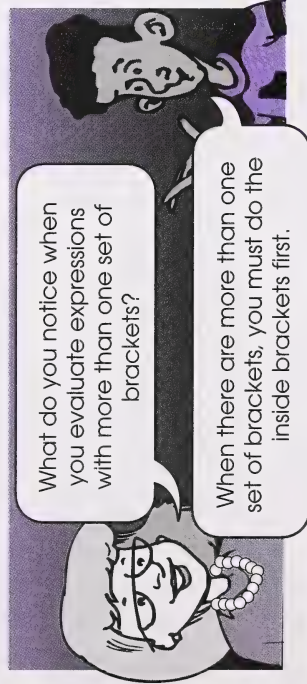 What do you notice when
you evaluate expressions
with more than one set of
brackets?
When there are more than one
set of brackets, you must do the
inside brackets first.